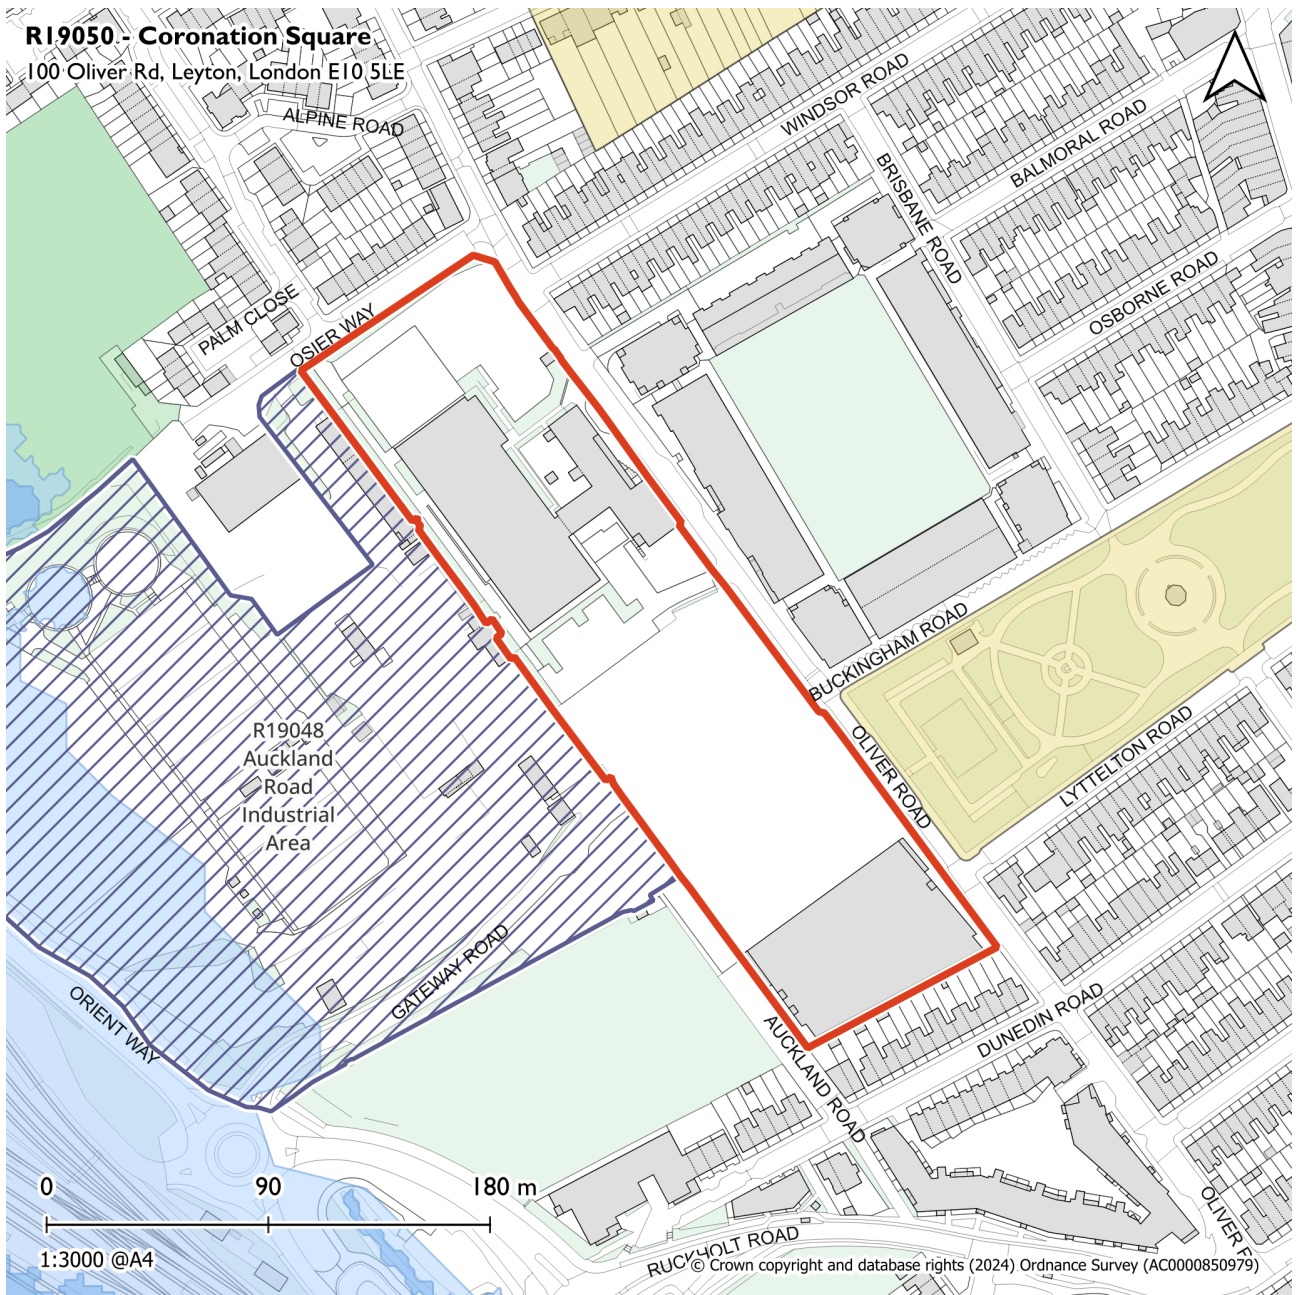 R19050 - Coronation Square
100 Oliver Rd, Leyton, London E10 5LE
ALPINE ROAD
WINDSOR ROAD
BALMORAL ROAD
BRISBANE ROAD
OSBORNE ROAD
PALM CLOSE
OSIER WAY
BUCKINGHAM ROAD
OLIVER ROAD
LYTTELTON ROAD
R19048
Auckland
Road
Industrial
Area
GATEWAY ROAD
ORIENT WAY
AUCKLAND ROAD
DUNEDIN ROAD
0 90 180 m
1:3000 @A4
RUCKHOLT ROAD
© Crown copyright and database rights (2024) Ordnance Survey (AC0000850979)